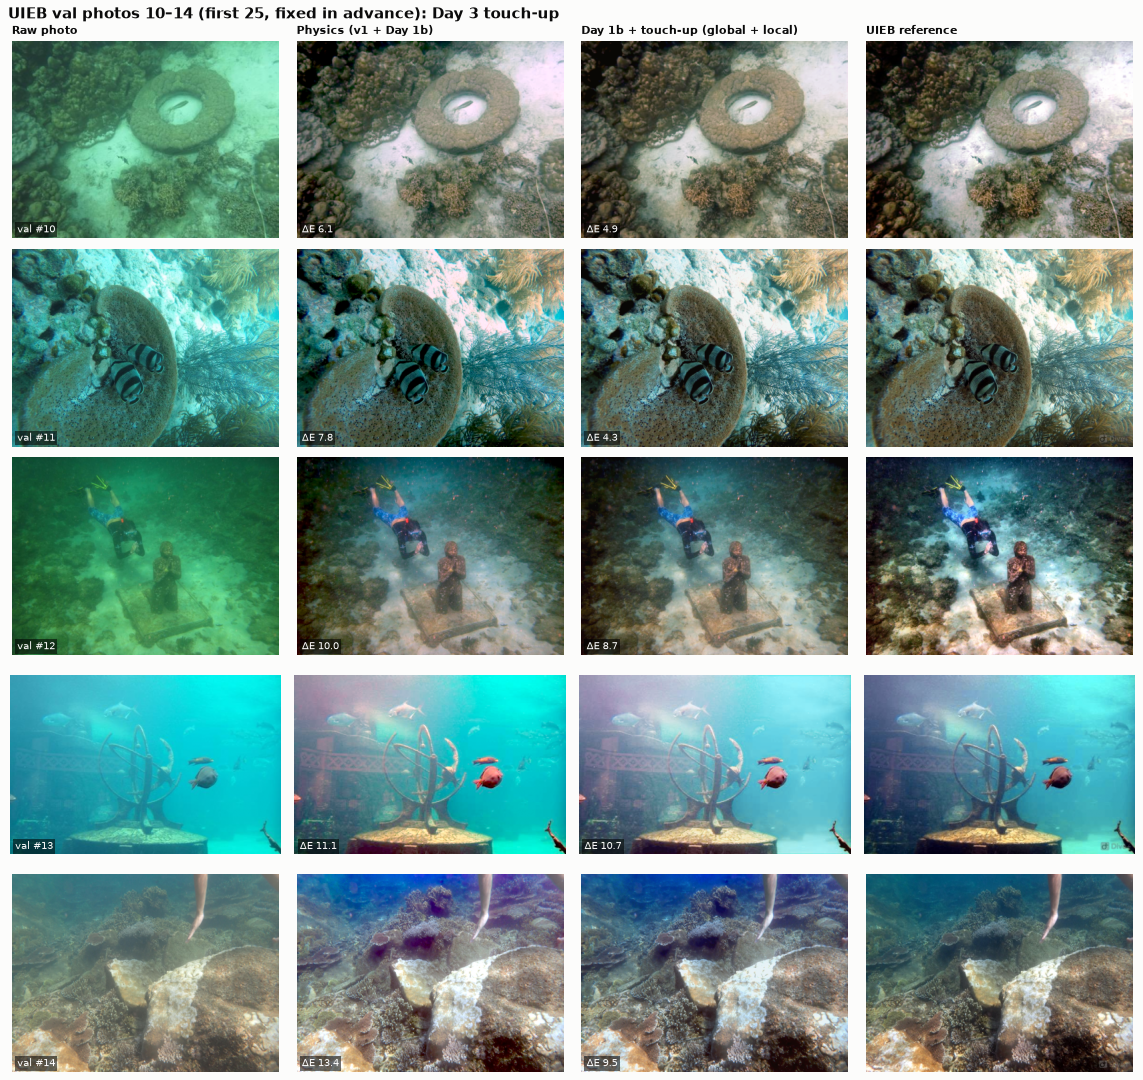 UIEB val photos 10–14 (first 25, fixed in advance): Day 3 touch-up
Raw photo
Physics (v1 + Day 1b)
Day 1b + touch-up (global + local)
UIEB reference
val #10
ΔE 6.1
ΔE 4.9
val #11
ΔE 7.8
ΔE 4.3
val #12
ΔE 10.0
ΔE 8.7
val #13
ΔE 11.1
ΔE 10.7
val #14
ΔE 13.4
ΔE 9.5